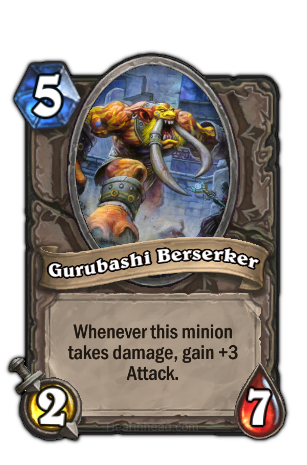 5
Gurubashi Berserker
Whenever this minion
takes damage, gain +3
Attack.
2
7